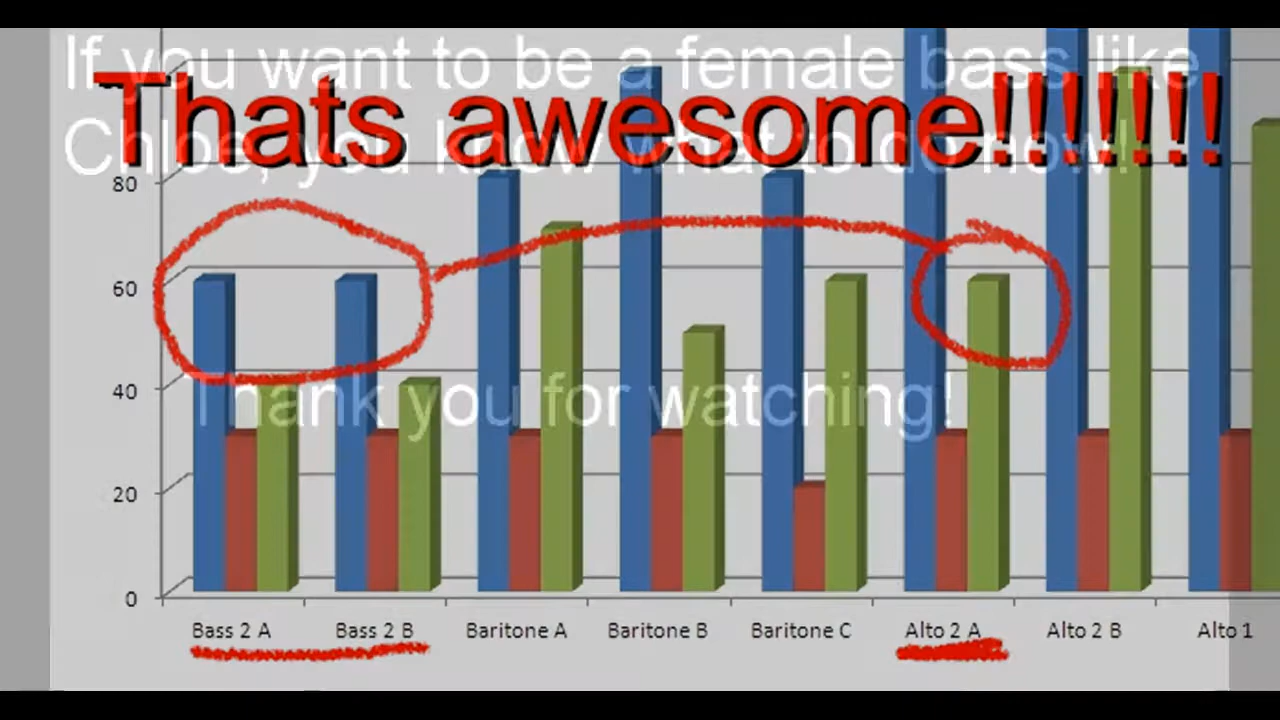 If you want to be a female bass like
Thats awesome!!!!!!!
Chloe, you know what to do now!
80
60
40
Thank you for watching!
20
0
Bass 2 A Bass 2 B Baritone A Baritone B Baritone C Alto 2 A Alto 2 B Alto 1